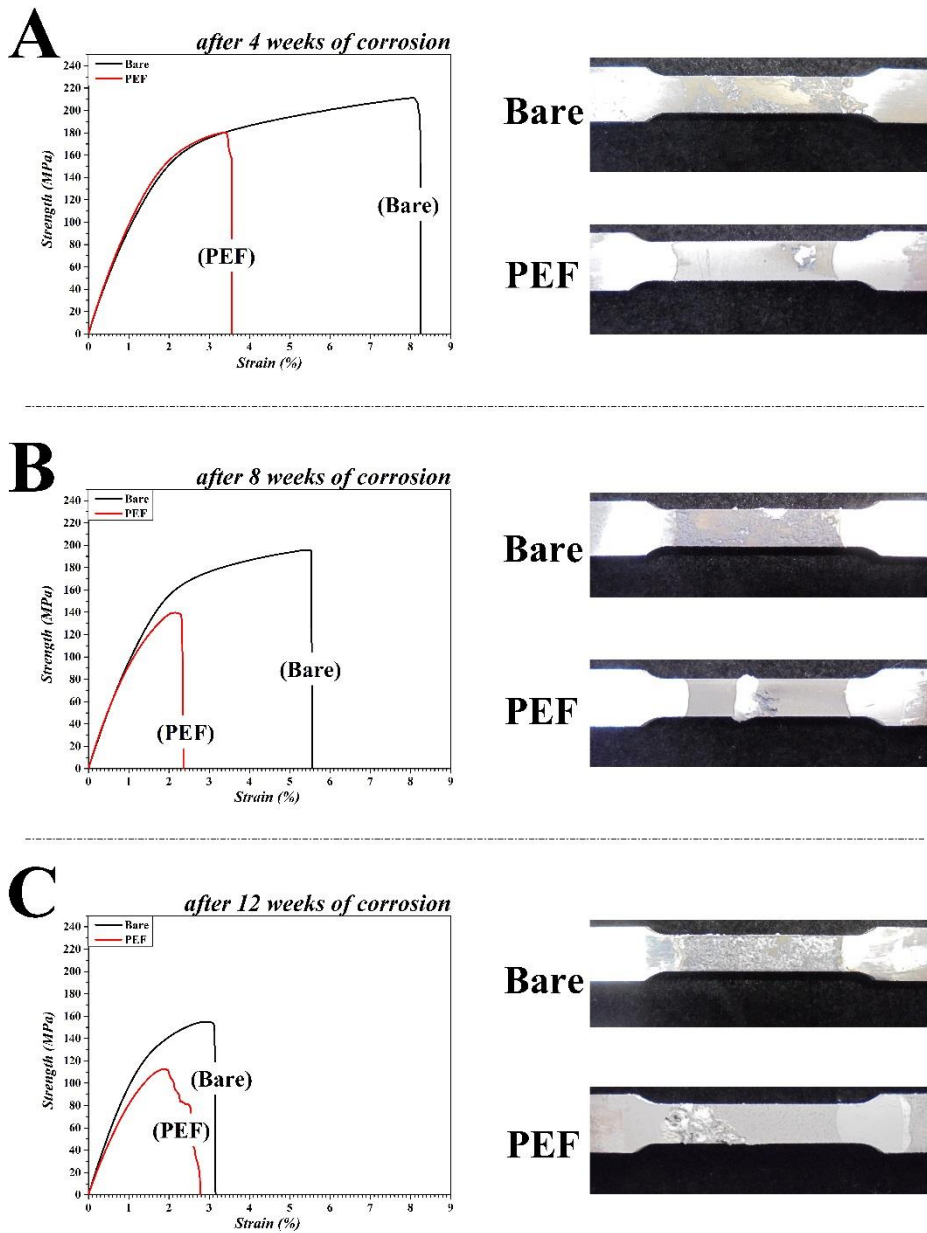 A
after 4 weeks of corrosion
Bare
PEF
240
220
200
180
160
140
120
100
80
60
40
20
0
Strength (MPa)
(PEF)
(Bare)
0 1 2 3 4 5 6 7 8 9
Strain (%)
Bare
PEF
B
after 8 weeks of corrosion
Bare
PEF
240
220
200
180
160
140
120
100
80
60
40
20
0
Strength (MPa)
(PEF)
(Bare)
0 1 2 3 4 5 6 7 8 9
Strain (%)
Bare
PEF
C
after 12 weeks of corrosion
Bare
PEF
240
220
200
180
160
140
120
100
80
60
40
20
0
Strength (MPa)
(Bare)
(PEF)
0 1 2 3 4 5 6 7 8 9
Strain (%)
Bare
PEF